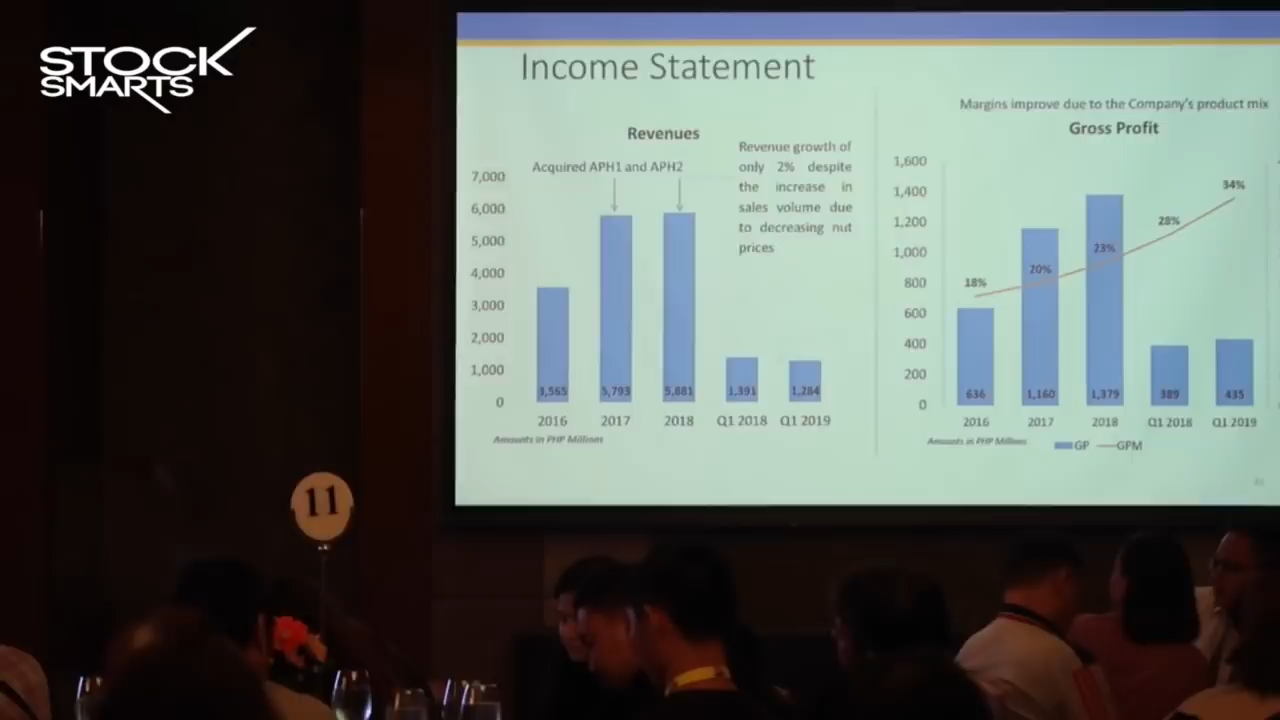 STOCK
SMARTS
Income Statement
Revenues
Acquired APH1 and APH2
Revenue growth of
only 2% despite
the increase in
sales volume due
to decreasing nut
prices
7,000
6,000
5,000
4,000
3,000
2,000
1,000
0
3,565
5,793
5,881
1,391
1,284
2016
2017
2018
Q1 2018
Q1 2019
Amounts in PHP Millions
Margins improve due to the Company's product mix
Gross Profit
1,600
1,400
1,200
1,000
800
600
400
200
0
18%
20%
23%
28%
34%
636
1,160
1,379
389
435
2016
2017
2018
Q1 2018
Q1 2019
Amounts in PHP Millions
GP
GPM
11